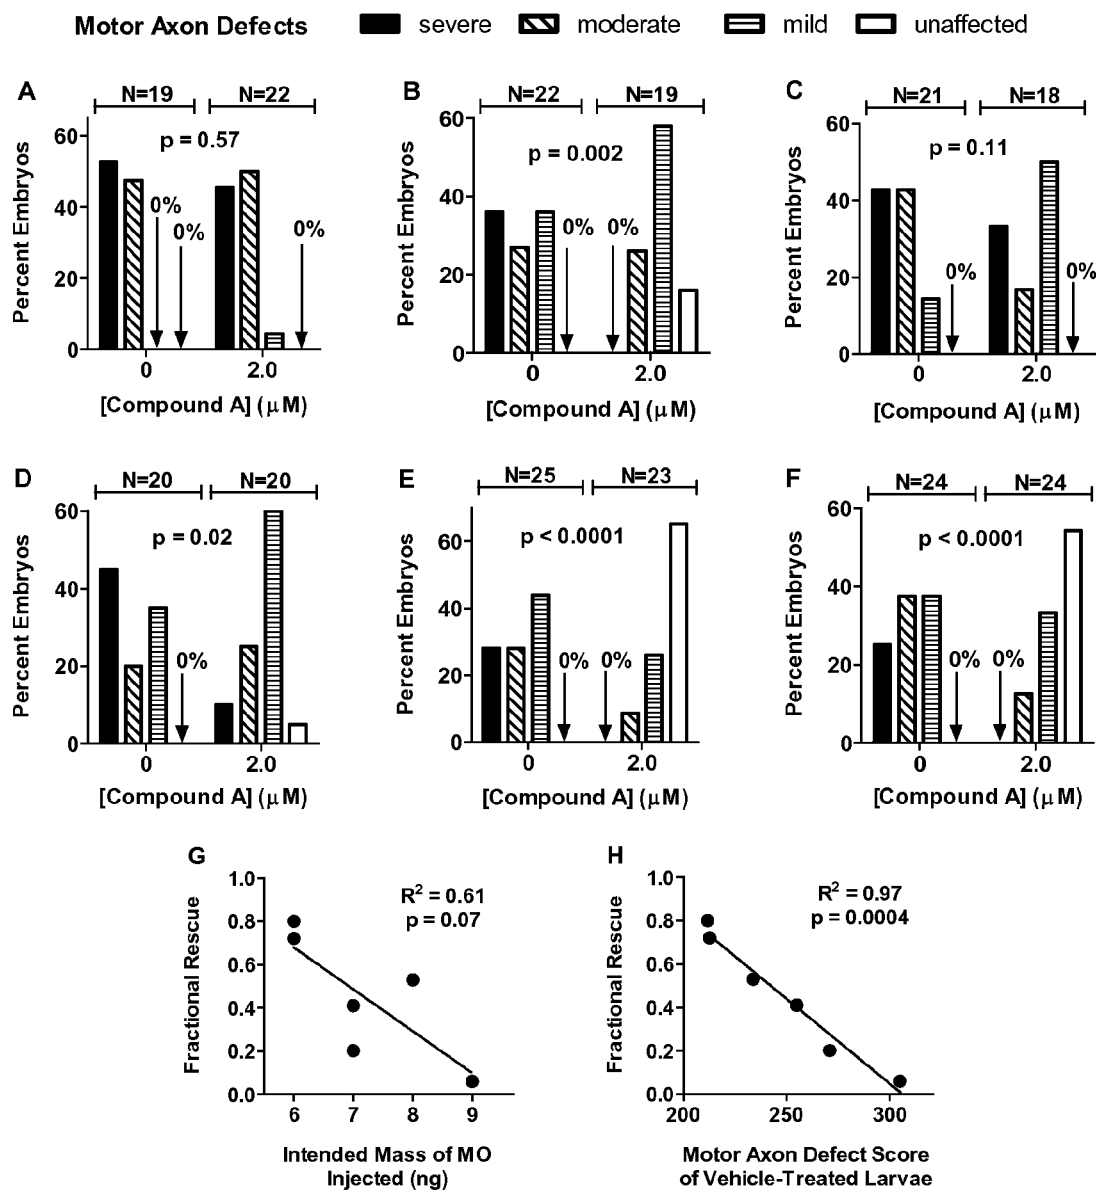 Motor Axon Defects severe moderate mild unaffected
A N=19 N=22
p = 0.57
0%
0%
0%
Percent Embryos
60
40
20
0
0 2.0
[Compound A] (μM)
B N=22 N=19
p = 0.002
0% 0%
Percent Embryos
60
40
20
0
0 2.0
[Compound A] (μM)
C N=21 N=18
p = 0.11
0%
0%
Percent Embryos
60
40
20
0
0 2.0
[Compound A] (μM)
D N=20 N=20
p = 0.02
0%
Percent Embryos
60
40
20
0
0 2.0
[Compound A] (μM)
E N=25 N=23
p < 0.0001
0% 0%
Percent Embryos
60
40
20
0
0 2.0
[Compound A] (μM)
F N=24 N=24
p < 0.0001
0% 0%
Percent Embryos
60
40
20
0
0 2.0
[Compound A] (μM)
G
R² = 0.61
p = 0.07
Fractional Rescue
1.0
0.8
0.6
0.4
0.2
0.0
6 7 8 9
Intended Mass of MO
Injected (ng)
H
R² = 0.97
p = 0.0004
Fractional Rescue
1.0
0.8
0.6
0.4
0.2
0.0
200 250 300
Motor Axon Defect Score
of Vehicle-Treated Larvae